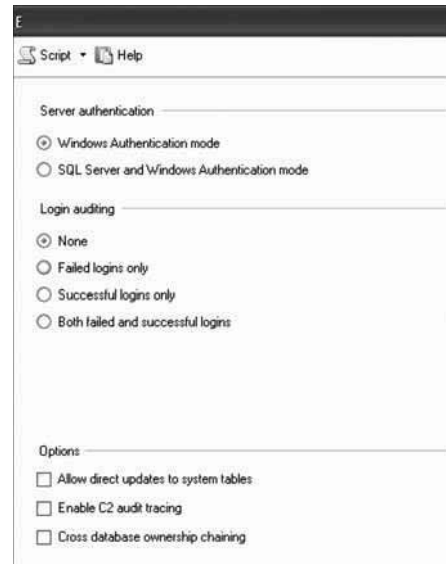 E
Script Help
Server authentication
Windows Authentication mode
SQL Server and Windows Authentication mode
Login auditing
None
Failed logins only
Successful logins only
Both failed and successful logins
Options
Allow direct updates to system tables
Enable C2 audit tracing
Cross database ownership chaining